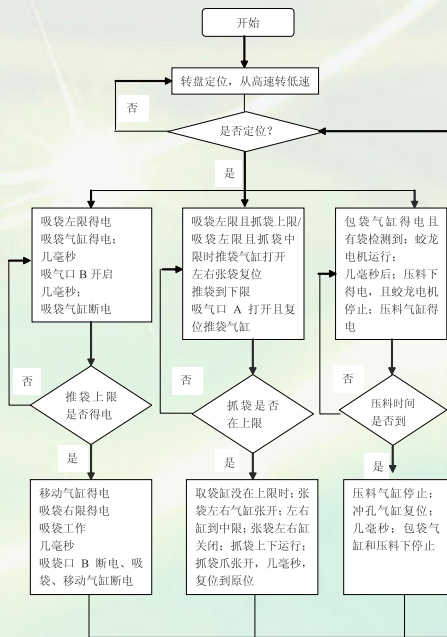 开始
转盘定位，从高速转低速
否
是否定位？
是
吸袋左限得电
吸袋气缸得电；
几毫秒
吸气口 B 开启
几毫秒；
吸袋气缸断电
吸袋左限且抓袋上限/
吸袋左限且抓袋中
限时推袋气缸打开
左右张袋复位
推袋到下限
吸气口 A 打开且复
位推袋气缸
包袋气缸得电且
有袋检测到；蛟龙
电机运行；
几毫秒后；压料下
得电，且蛟龙电机
停止；压料气缸得
电
否
推袋上限
是否得电
否
抓袋是否
在上限
否
压料时间
是否到
是
是
是
移动气缸得电
吸袋右限得电
吸袋工作
几毫秒
吸袋口 B 断电、吸
袋、移动气缸断电
取袋缸没在上限时；张
袋左右气缸张开；左右
缸到中限；张袋左右缸
关闭；抓袋上下运行；
抓袋爪张开，几毫秒，
复位到原位
压料气缸停止；
冲孔气缸复位；
几毫秒；包袋气
缸和压料下停止